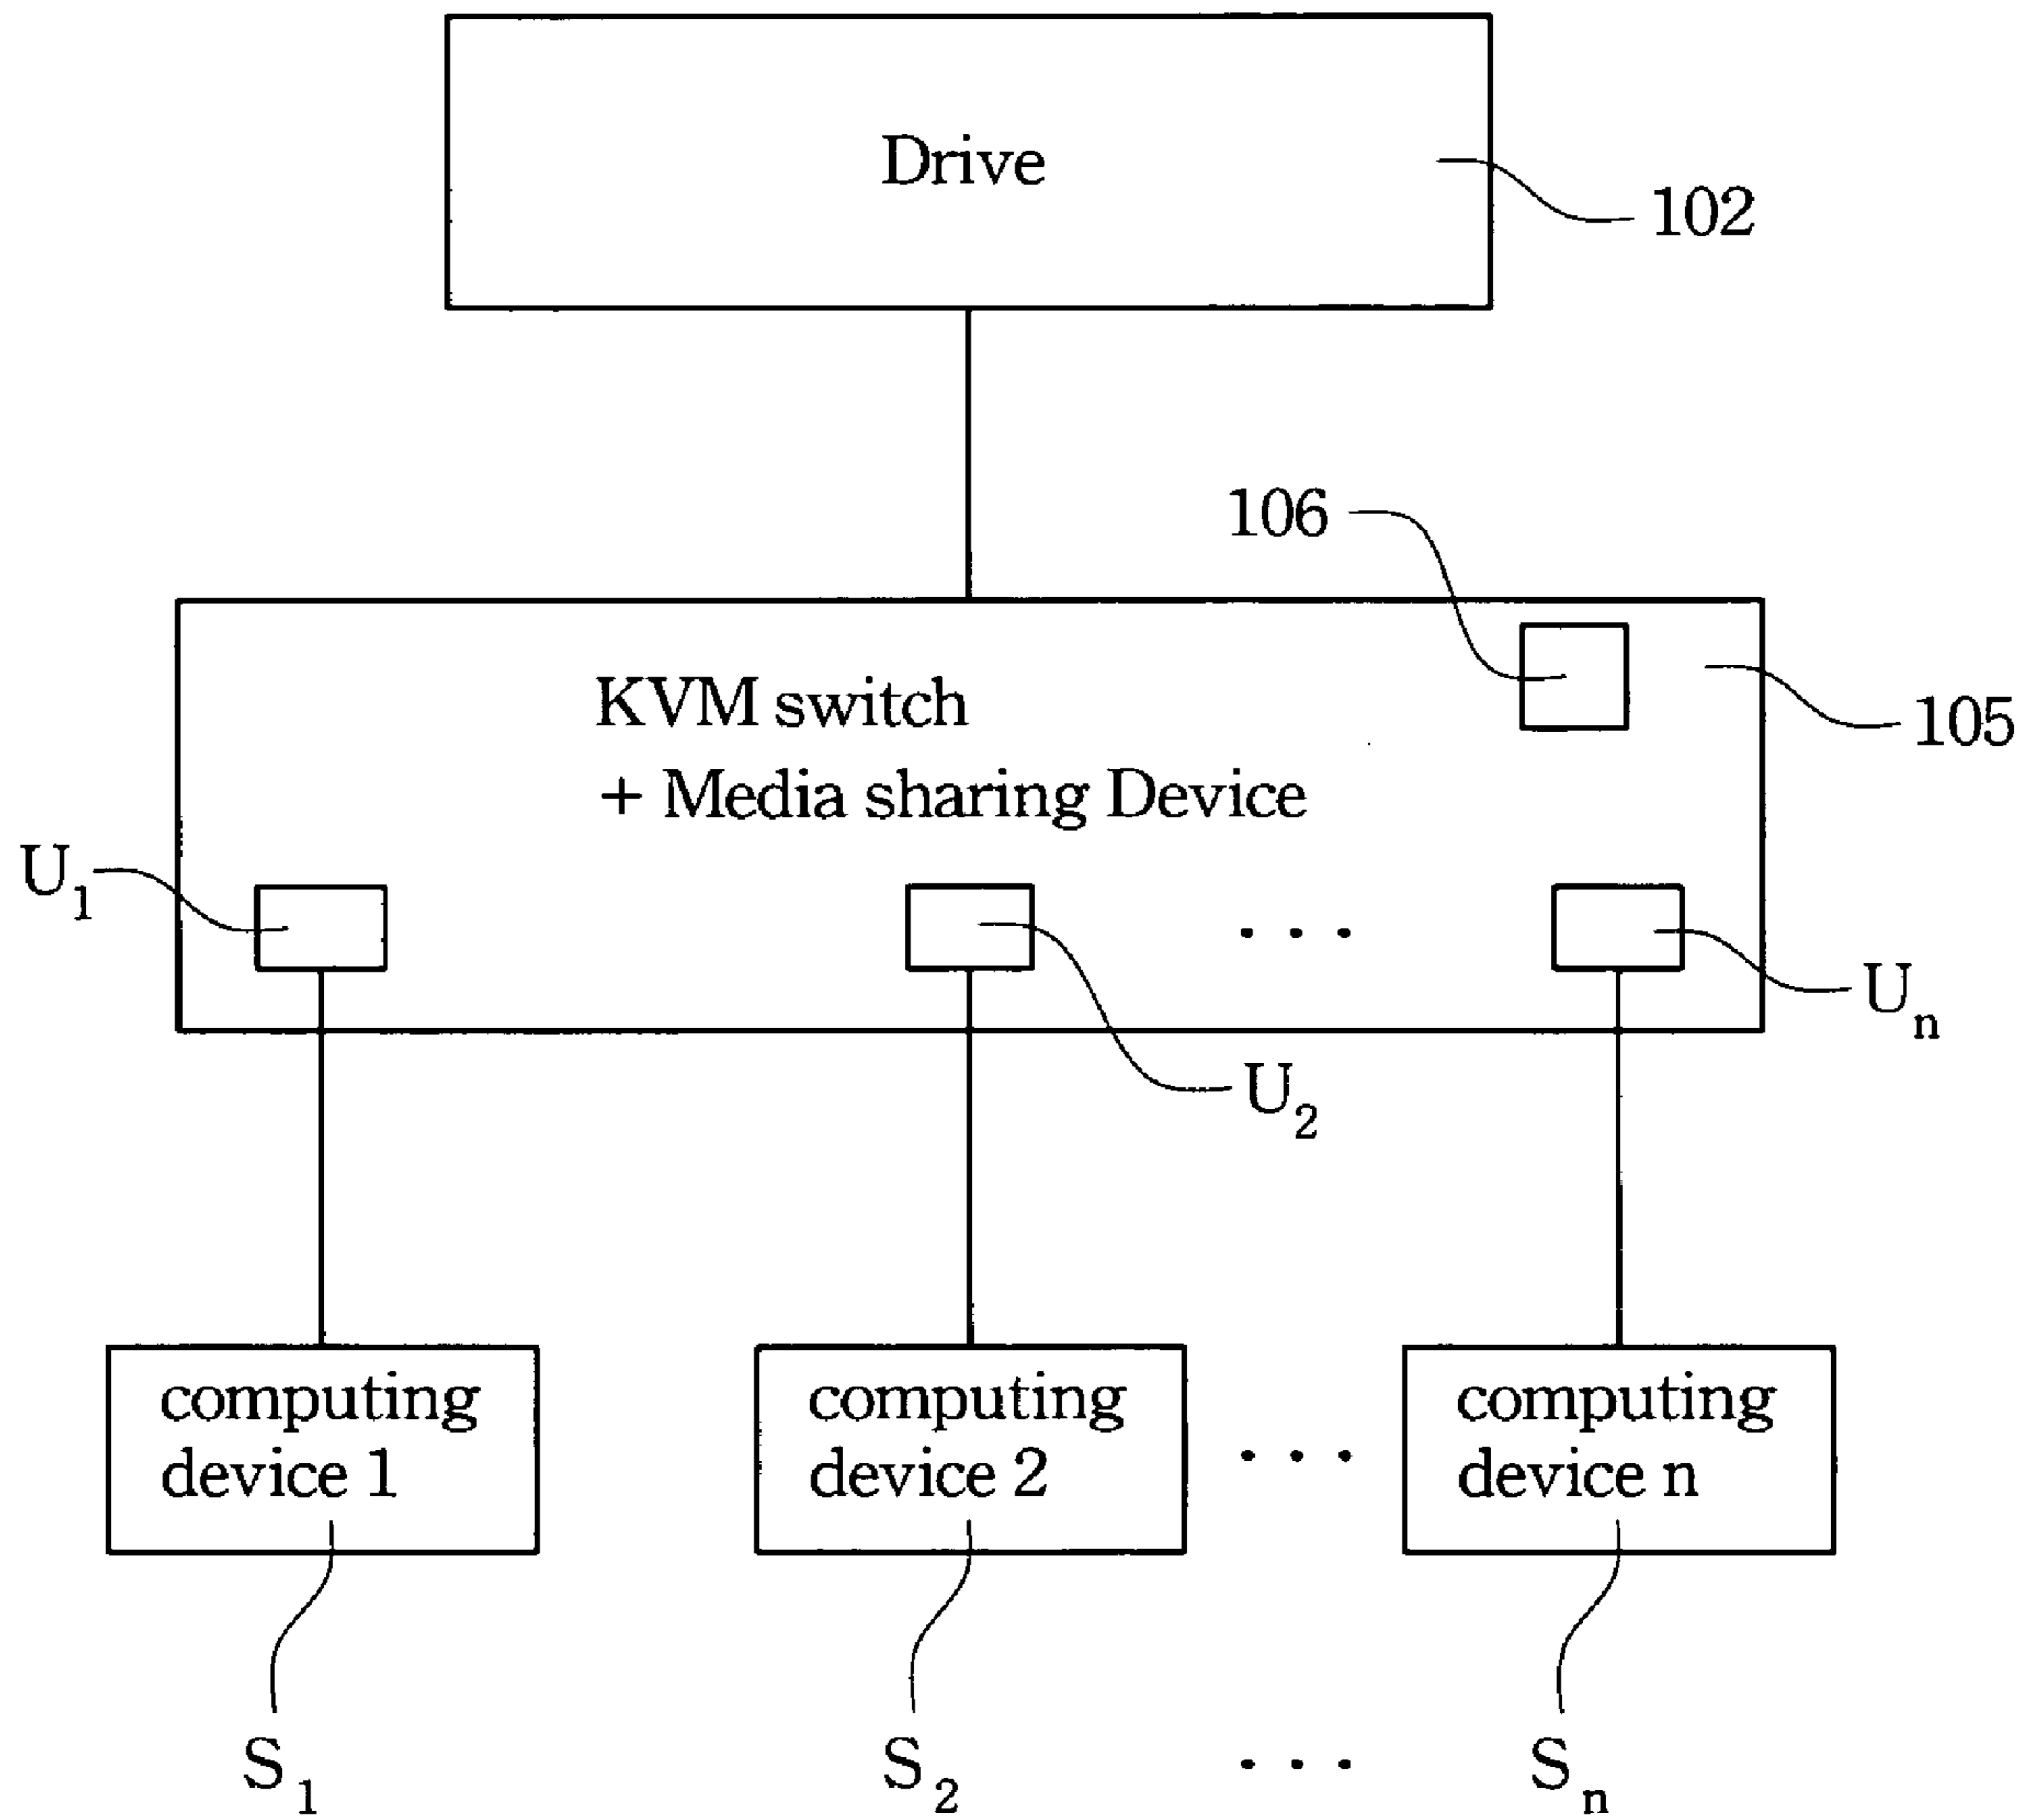 Drive
102
106
KVM switch
+ Media sharing Device
105
U1
U2
...
Un
computing
device 1
computing
device 2
...
computing
device n
S1
S2
...
Sn